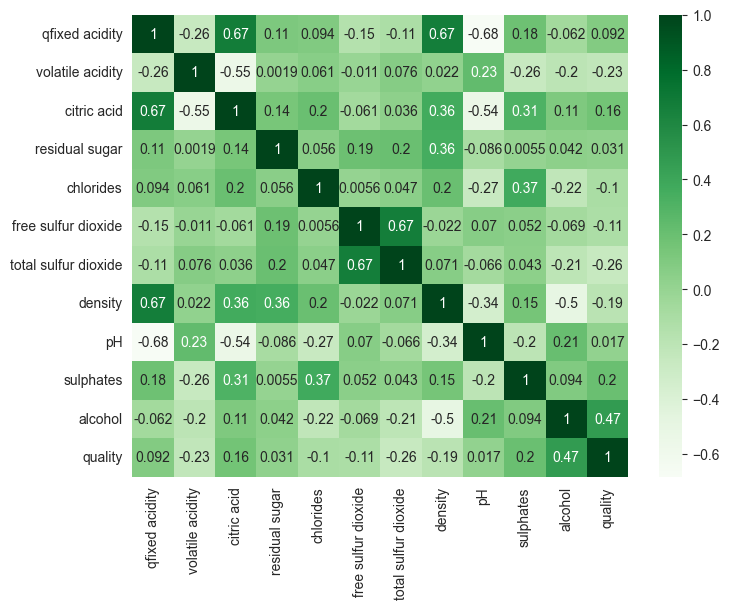 qfixed acidity 1 -0.26 0.67 0.11 0.094 -0.15 -0.11 0.67 -0.68 0.18 -0.062 0.092
volatile acidity -0.26 1 -0.55 0.0019 0.061 -0.011 0.076 0.022 0.23 -0.26 -0.2 -0.23
citric acid 0.67 -0.55 1 0.14 0.2 -0.061 0.036 0.36 -0.54 0.31 0.11 0.16
residual sugar 0.11 0.0019 0.14 1 0.056 0.19 0.2 0.36 -0.086 0.0055 0.042 0.031
chlorides 0.094 0.061 0.2 0.056 1 0.0056 0.047 0.2 -0.27 0.37 -0.22 -0.1
free sulfur dioxide -0.15 -0.011 -0.061 0.19 0.0056 1 0.67 -0.022 0.07 0.052 -0.069 -0.11
total sulfur dioxide -0.11 0.076 0.036 0.2 0.047 0.67 1 0.071 -0.066 0.043 -0.21 -0.26
density 0.67 0.022 0.36 0.36 0.2 -0.022 0.071 1 -0.34 0.15 -0.5 -0.19
pH -0.68 0.23 -0.54 -0.086 -0.27 0.07 -0.066 -0.34 1 -0.2 0.21 0.017
sulphates 0.18 -0.26 0.31 0.0055 0.37 0.052 0.043 0.15 -0.2 1 0.094 0.2
alcohol -0.062 -0.2 0.11 0.042 -0.22 -0.069 -0.21 -0.5 0.21 0.094 1 0.47
quality 0.092 -0.23 0.16 0.031 -0.1 -0.11 -0.26 -0.19 0.017 0.2 0.47 1
qfixed acidity
volatile acidity
citric acid
residual sugar
chlorides
free sulfur dioxide
total sulfur dioxide
density
pH
sulphates
alcohol
quality
1.0
0.8
0.6
0.4
0.2
0.0
−0.2
−0.4
−0.6